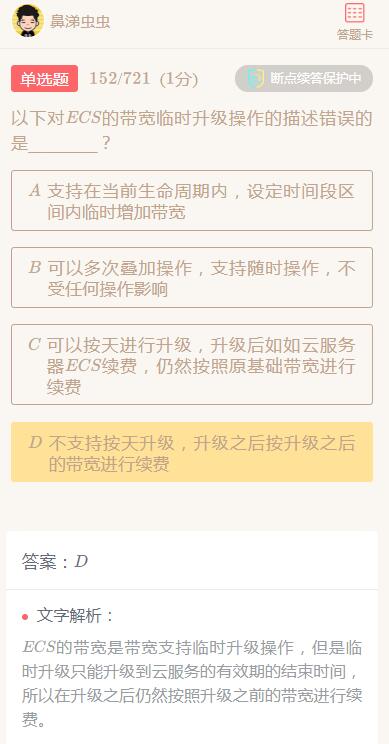 鼻涕虫虫
答题卡
单选题 152/721 (1分) 断点续答保护中
以下对ECS的带宽临时升级操作的描述错误的
是________？
A 支持在当前生命周期内，设定时间段区
间内临时增加带宽
B 可以多次叠加操作，支持随时操作，不
受任何操作影响
C 可以按天进行升级，升级后如如云服务
器ECS续费，仍然按照原基础带宽进行
续费
D 不支持按天升级，升级之后按升级之后
的带宽进行续费
答案：D
文字解析：
ECS的带宽是带宽支持临时升级操作，但是临
时升级只能升级到云服务的有效期的结束时间，
所以在升级之后仍然按照升级之前的带宽进行续
费。